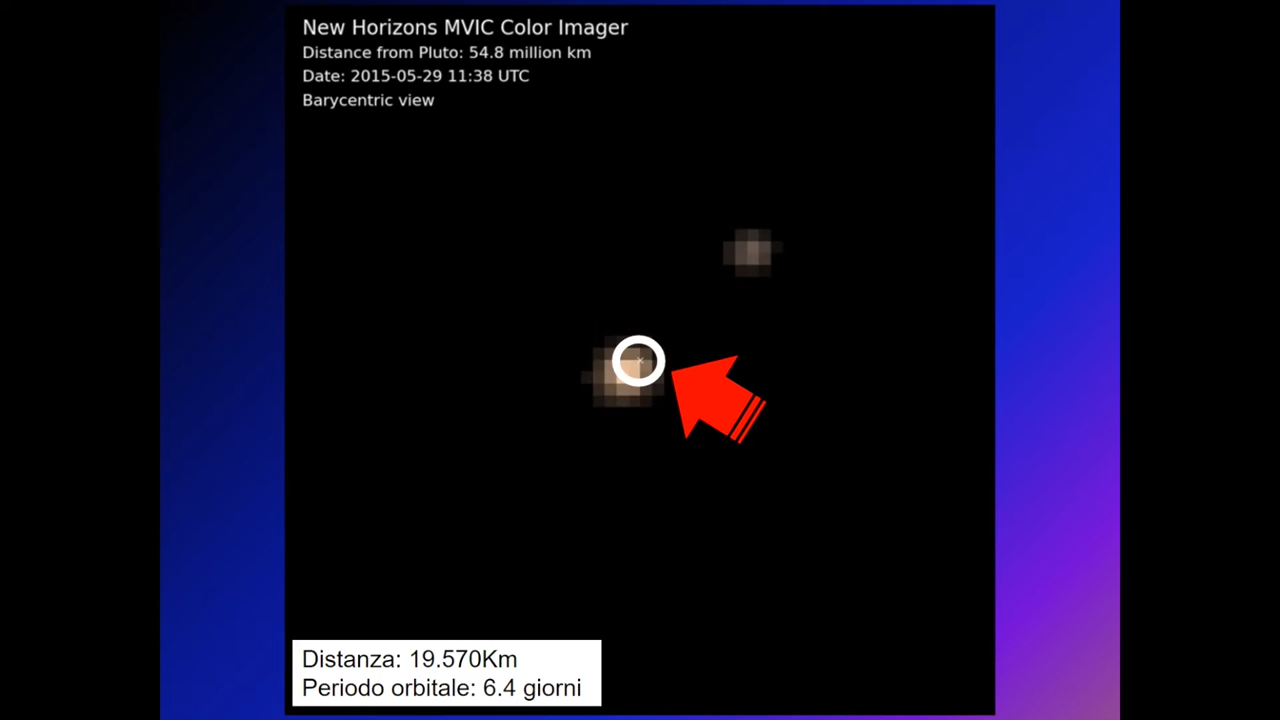 New Horizons MVIC Color Imager
Distance from Pluto: 54.8 million km
Date: 2015-05-29 11:38 UTC
Barycentric view
Distanza: 19.570Km
Periodo orbitale: 6.4 giorni